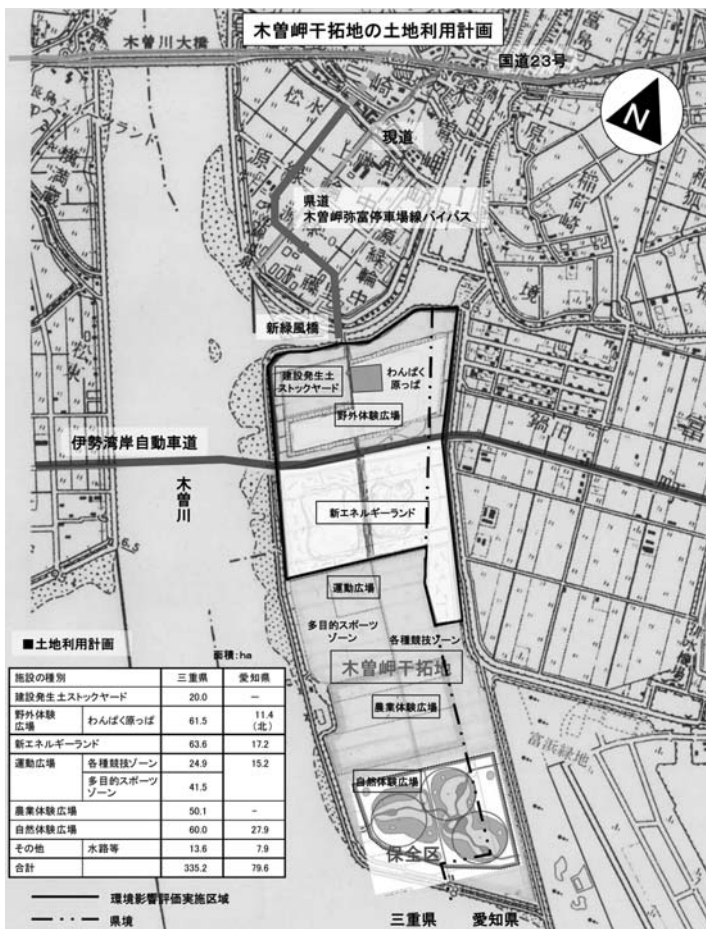 木曽岬干拓地の土地利用計画
木曽川大橋
国道23号
N
三崎
松永
現道
稲荷崎
県道
木曽岬弥富停車場線バイパス
新緑風橋
建設発生土
ストックヤード
わんぱく
原っぱ
野外体験広場
伊勢湾岸自動車道
木曽川
新エネルギーランド
6.5
運動広場
多目的スポーツ
ゾーン
各種競技ゾーン
木曽岬干拓地
農業体験広場
富浜緑地
自然体験広場
保全区
■土地利用計画
面積:ha
施設の種別 三重県 愛知県
建設発生土ストックヤード 20.0 －
野外体験広場 わんぱく原っぱ 61.5 11.4(北)
新エネルギーランド 63.6 17.2
運動広場 各種競技ゾーン 24.9 15.2
多目的スポーツゾーン 41.5
農業体験広場 50.1 -
自然体験広場 60.0 27.9
その他 水路等 13.6 7.9
合計 335.2 79.6
環境影響評価実施区域
県境
三重県 愛知県